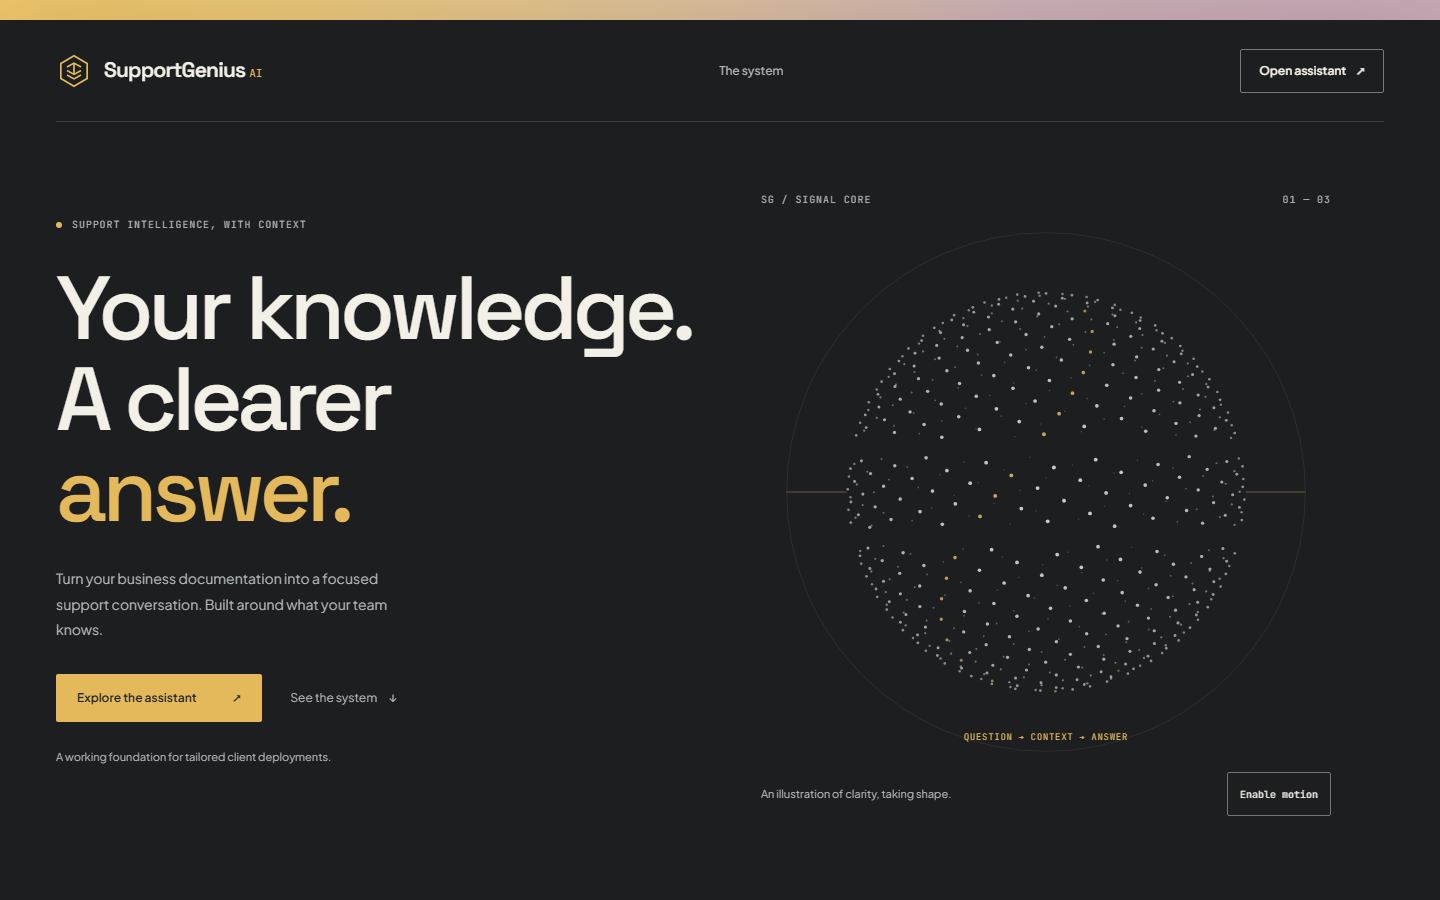 SupportGenius AI
The system
Open assistant ↗
SUPPORT INTELLIGENCE, WITH CONTEXT
Your knowledge.
A clearer
answer.
Turn your business documentation into a focused
support conversation. Built around what your team
knows.
Explore the assistant ↗
See the system ↓
A working foundation for tailored client deployments.
SG / SIGNAL CORE
01 — 03
QUESTION → CONTEXT → ANSWER
An illustration of clarity, taking shape.
Enable motion